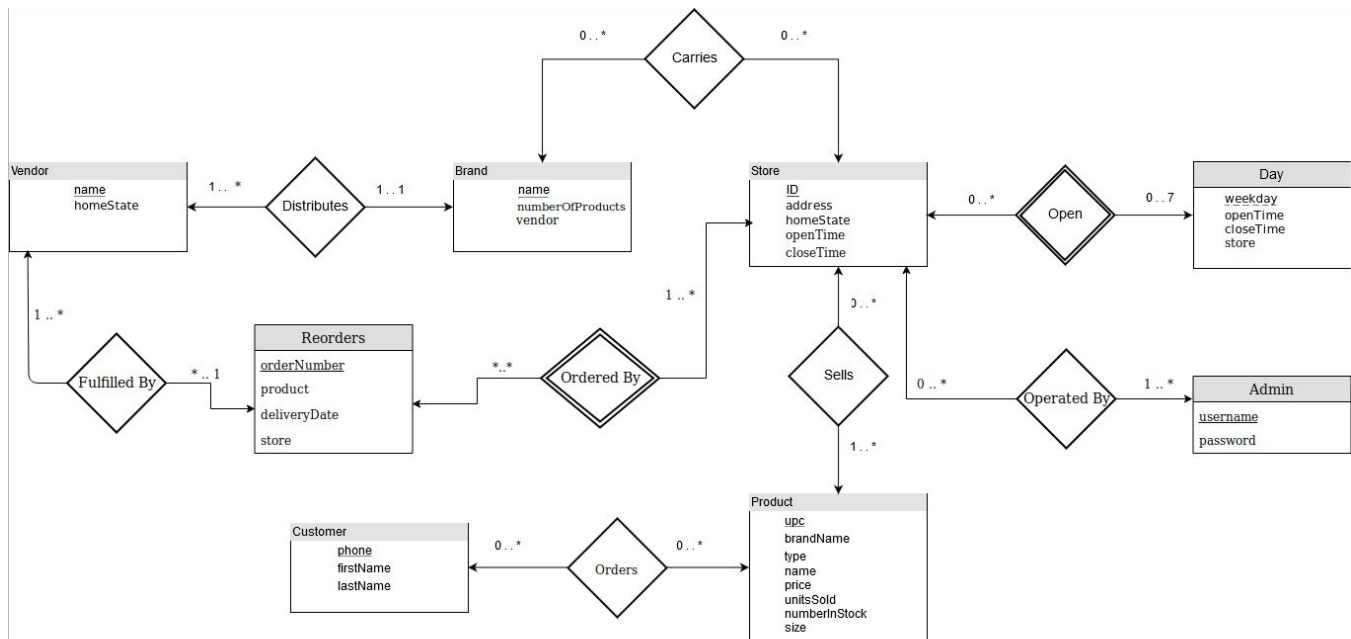 0 . . *
0 . . *
Carries
Vendor
name
homeState
1 . . *
Distributes
1 . . 1
Brand
name
numberOfProducts
vendor
Store
ID
address
homeState
openTime
closeTime
0 . . *
Open
0 . . 7
Day
weekday
openTime
closeTime
store
1 . . *
Fulfilled By
* . . 1
Reorders
orderNumber
product
deliveryDate
store
*. .*
Ordered By
1 . . *
0. . *
Sells
1. . *
0 . . *
Operated By
1 . . *
Admin
username
password
Customer
phone
firstName
lastName
0 . . *
Orders
0 . . *
Product
upc
brandName
type
name
price
unitsSold
numberInStock
size